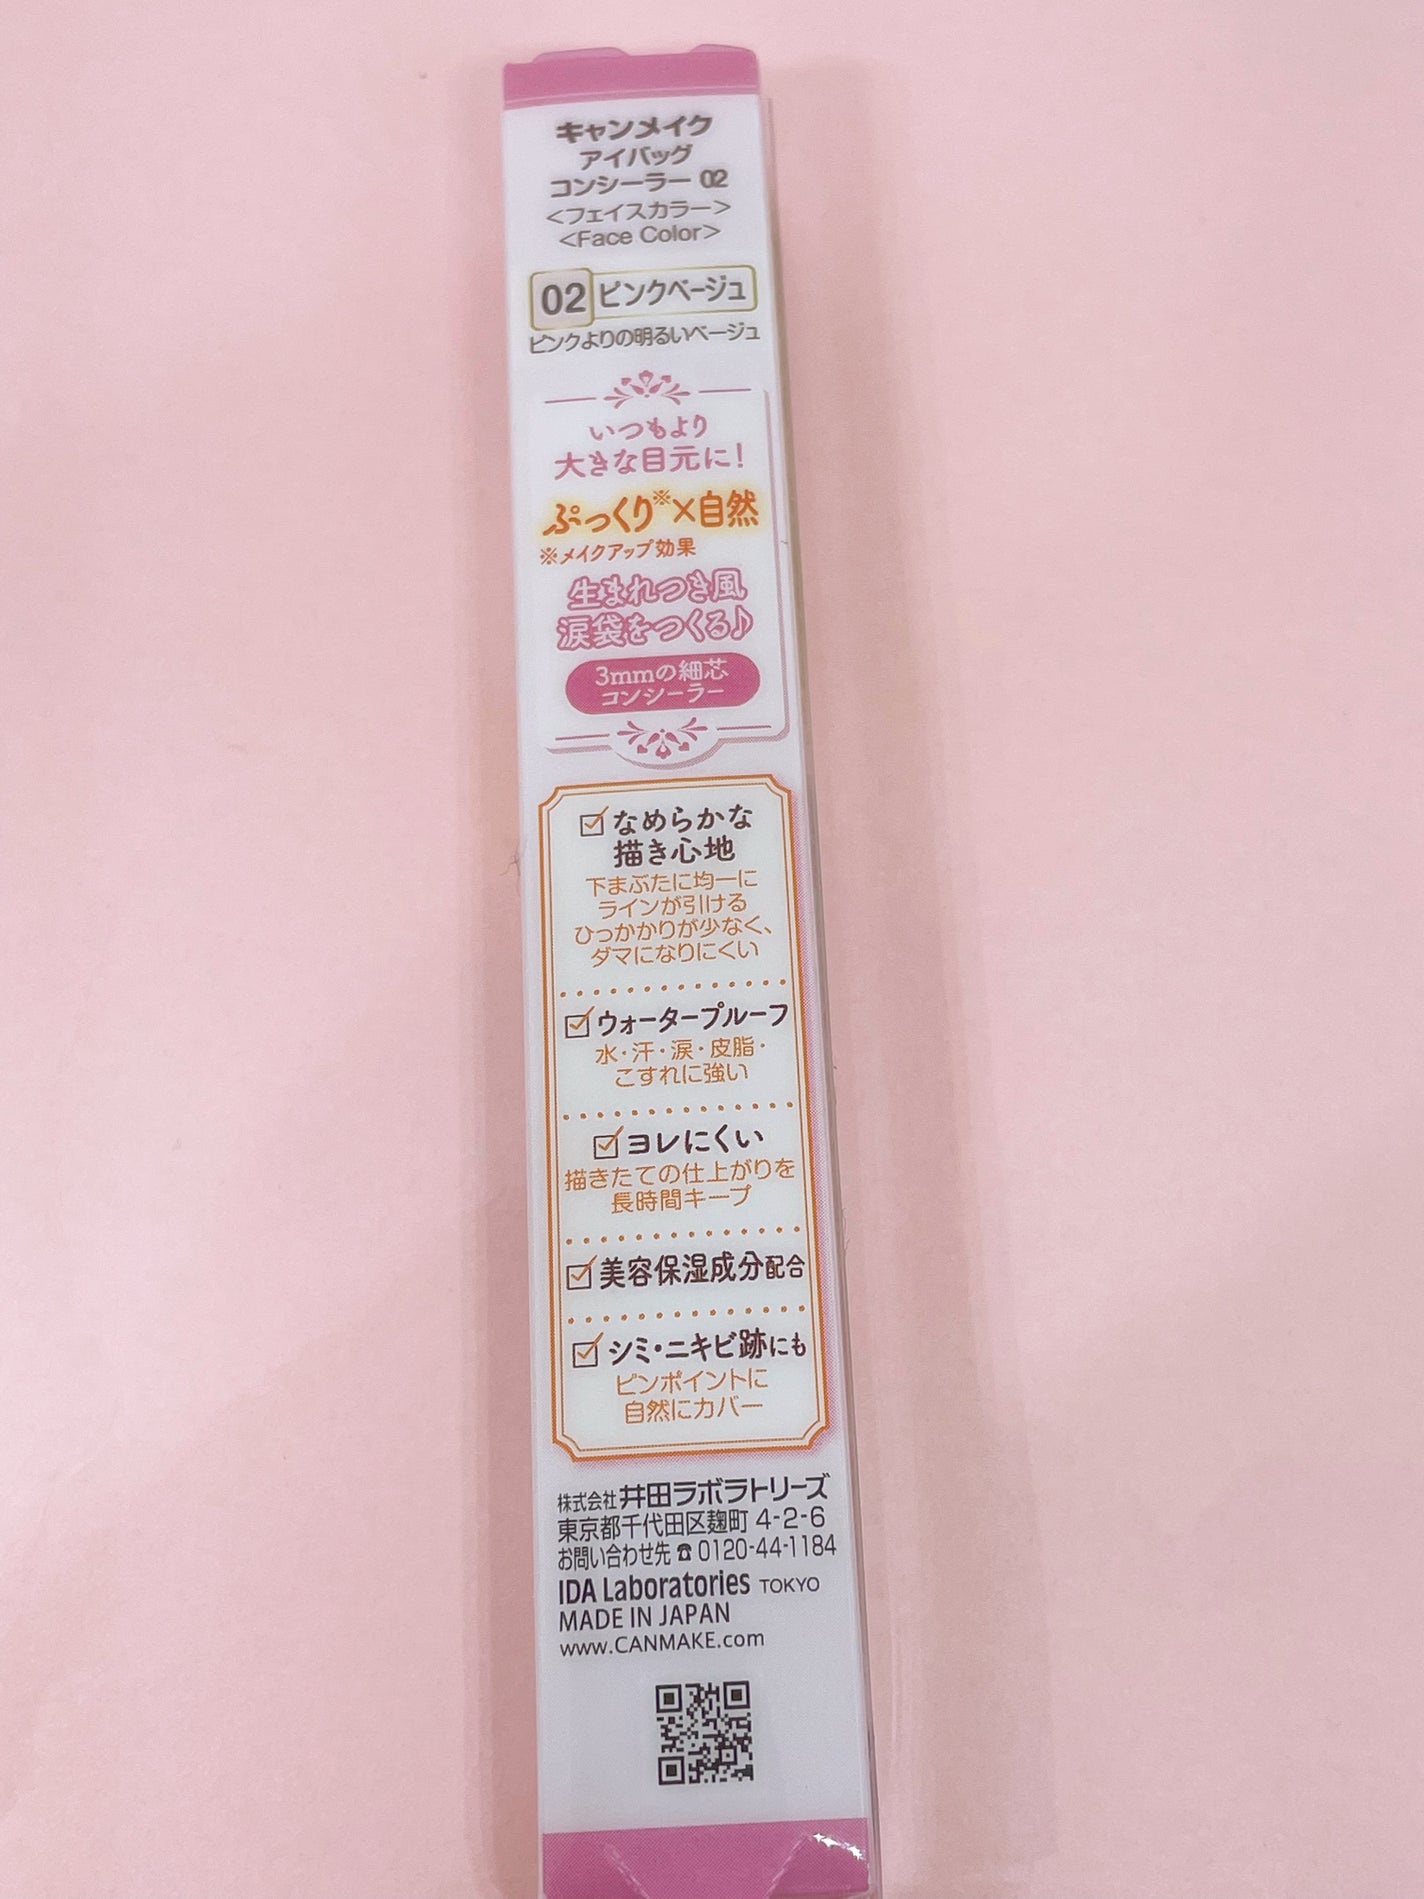 キャンメイク
アイバッグ
コンシーラー 02
＜フェイスカラー＞
＜Face Color＞
02 ピンクベージュ
ピンクよりの明るいベージュ
いつもより
大きな目元に！
ぷっくり※×自然
※メイクアップ効果
生まれつき風
涙袋をつくる♪
3mmの細芯
コンシーラー
☑なめらかな
描き心地
下まぶたに均一に
ラインが引ける
ひっかかりが少なく、
ダマになりにくい
☑ウォータープルーフ
水・汗・涙・皮脂・
こすれに強い
☑ヨレにくい
描きたての仕上がりを
長時間キープ
☑美容保湿成分配合
☑シミ・ニキビ跡にも
ピンポイントに
自然にカバー
株式会社 井田ラボラトリーズ
東京都千代田区麹町 4-2-6
お問い合わせ先 ☎ 0120-44-1184
IDA Laboratories TOKYO
MADE IN JAPAN
www.CANMAKE.com